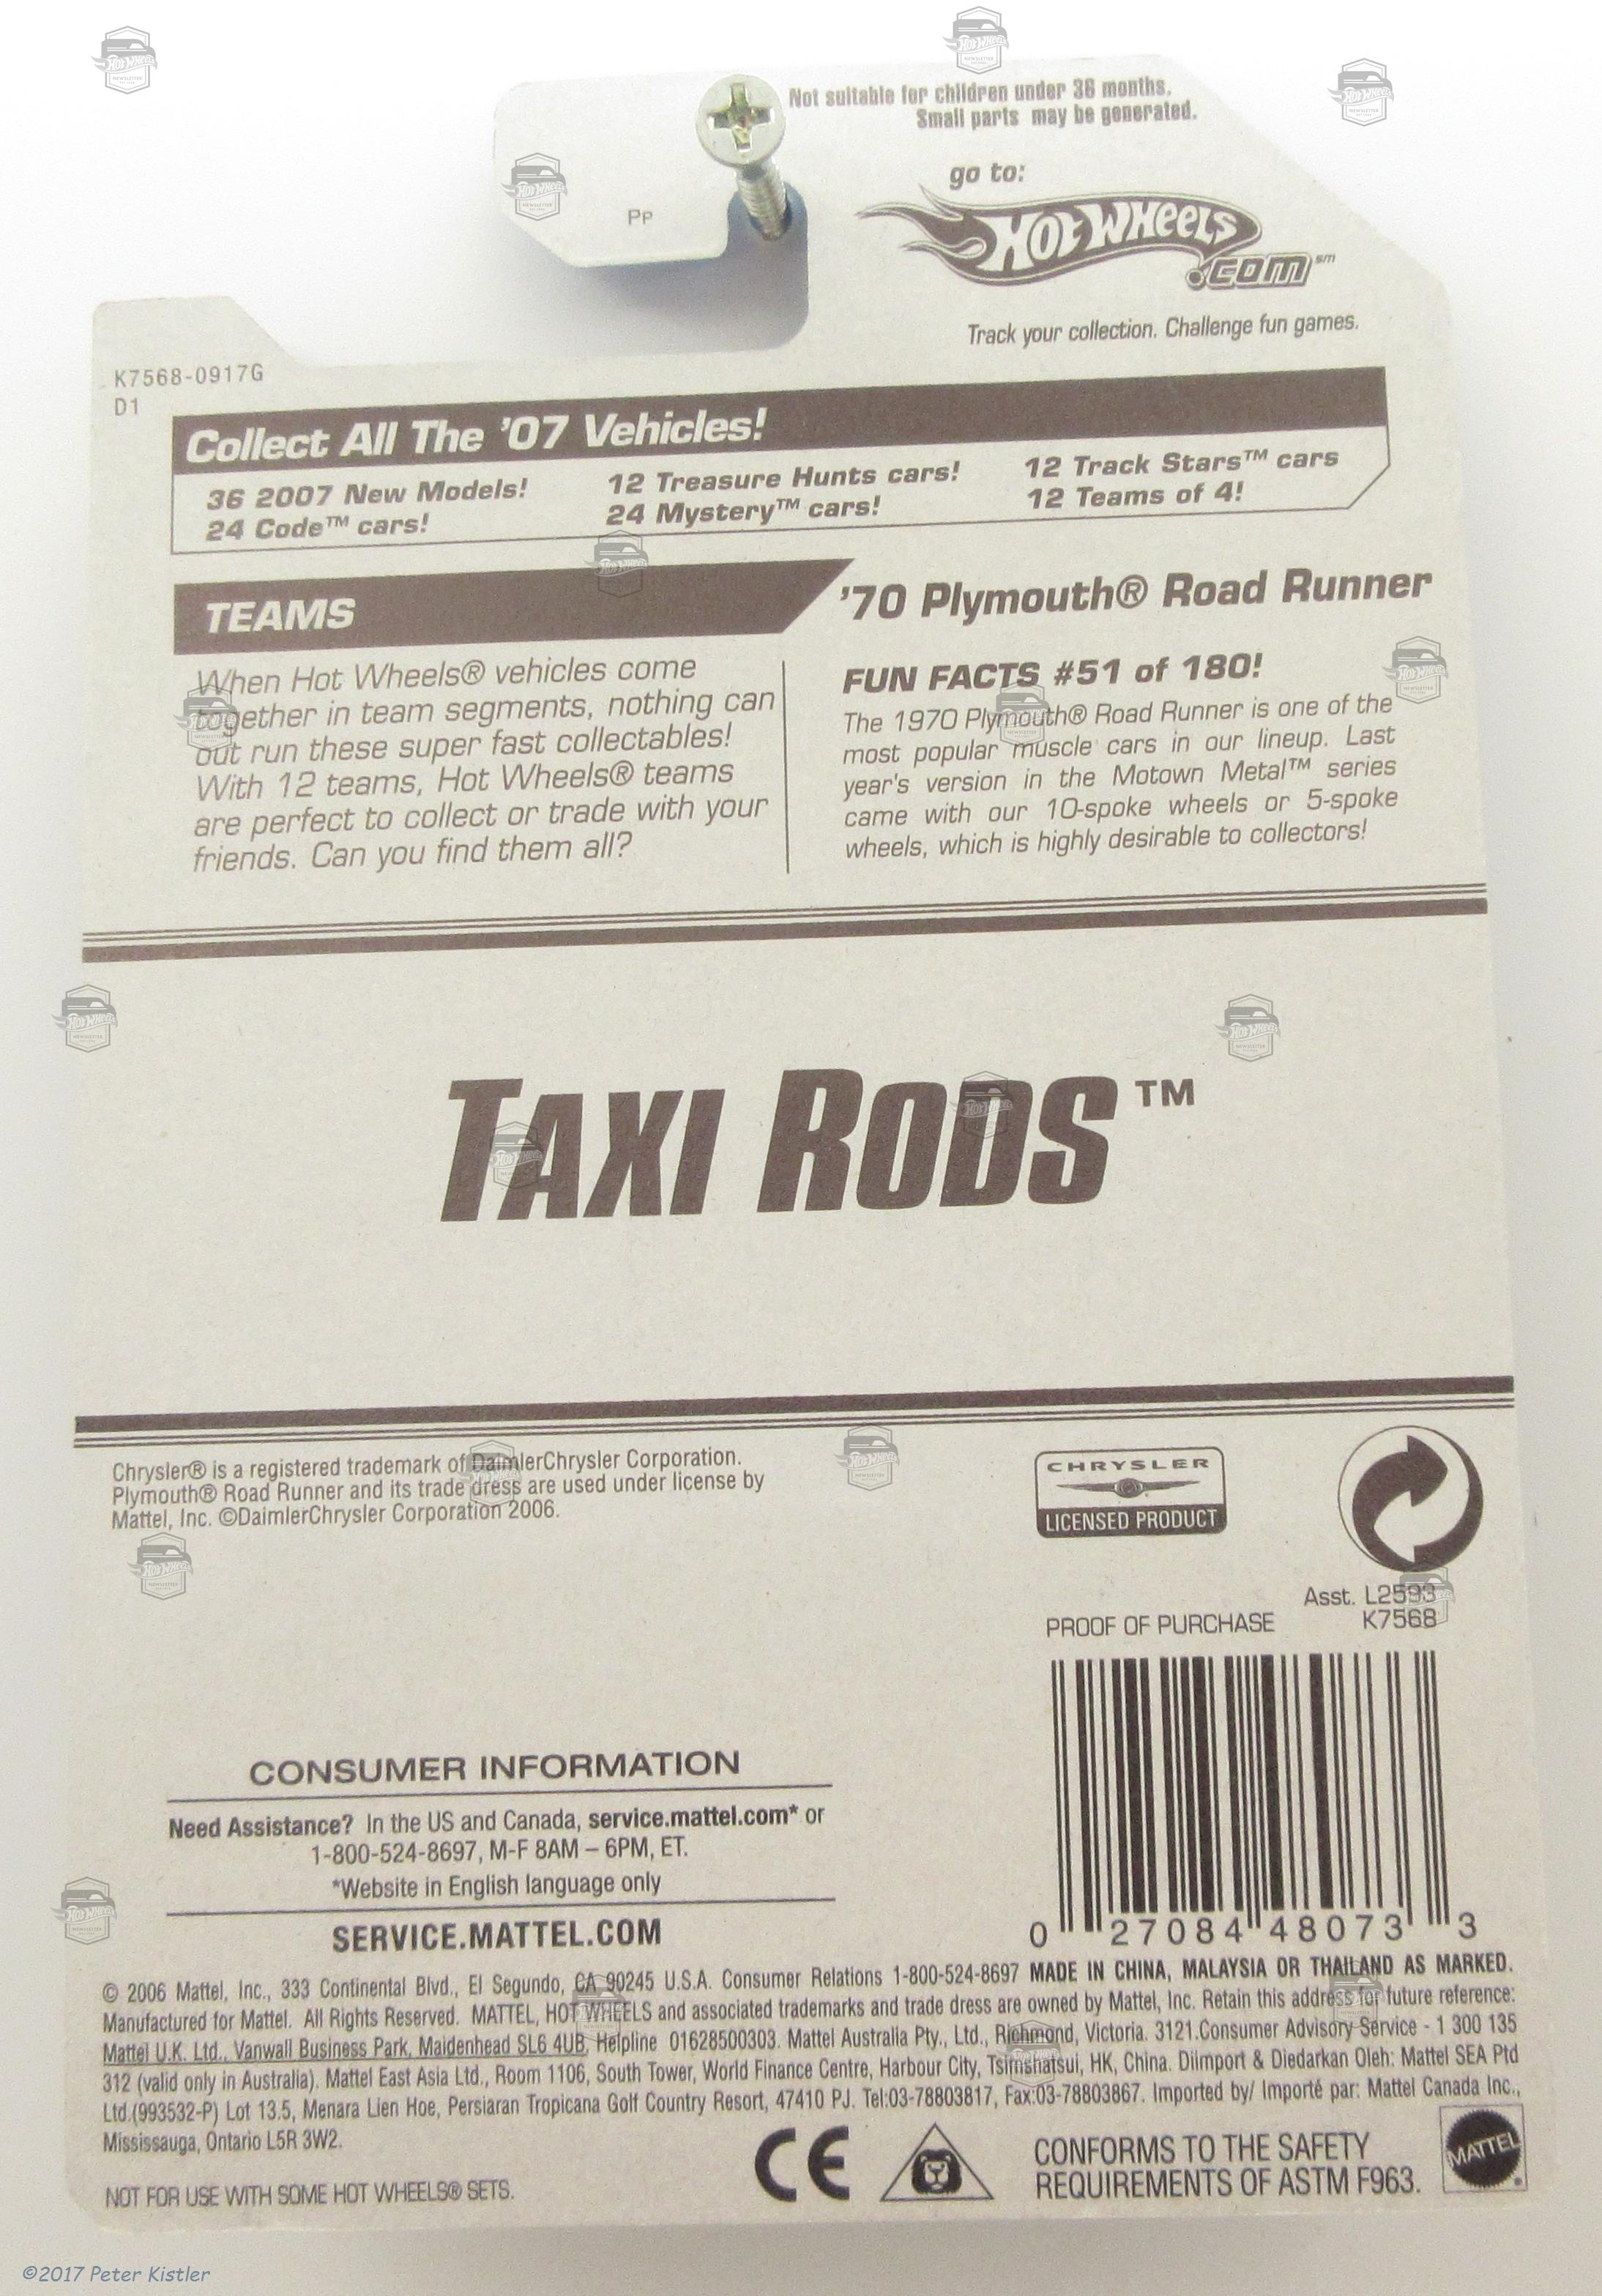 Not suitable for children under 36 months.
Small parts may be generated.
go to:
Hot Wheels
.com℠
Pp
Track your collection. Challenge fun games.
K7568-0917G
D1
Collect All The '07 Vehicles!
36 2007 New Models!
24 Code™ cars!
12 Treasure Hunts cars!
24 Mystery™ cars!
12 Track Stars™ cars
12 Teams of 4!
TEAMS
When Hot Wheels® vehicles come
together in team segments, nothing can
out run these super fast collectables!
With 12 teams, Hot Wheels® teams
are perfect to collect or trade with your
friends. Can you find them all?
'70 Plymouth® Road Runner
FUN FACTS #51 of 180!
The 1970 Plymouth® Road Runner is one of the
most popular muscle cars in our lineup. Last
year's version in the Motown Metal™ series
came with our 10-spoke wheels or 5-spoke
wheels, which is highly desirable to collectors!
TAXI RODS™
Chrysler® is a registered trademark of DaimlerChrysler Corporation.
Plymouth® Road Runner and its trade dress are used under license by
Mattel, Inc. ©DaimlerChrysler Corporation 2006.
CHRYSLER
LICENSED PRODUCT
Asst. L2593
PROOF OF PURCHASE K7568
0 27084 48073 3
CONSUMER INFORMATION
Need Assistance? In the US and Canada, service.mattel.com* or
1-800-524-8697, M-F 8AM – 6PM, ET.
*Website in English language only
SERVICE.MATTEL.COM
© 2006 Mattel, Inc., 333 Continental Blvd., El Segundo, CA 90245 U.S.A. Consumer Relations 1-800-524-8697 MADE IN CHINA, MALAYSIA OR THAILAND AS MARKED.
Manufactured for Mattel. All Rights Reserved. MATTEL, HOT WHEELS and associated trademarks and trade dress are owned by Mattel, Inc. Retain this address for future reference:
Mattel U.K. Ltd., Vanwall Business Park, Maidenhead SL6 4UB, Helpline 01628500303. Mattel Australia Pty., Ltd., Richmond, Victoria. 3121.Consumer Advisory Service - 1 300 135
312 (valid only in Australia). Mattel East Asia Ltd., Room 1106, South Tower, World Finance Centre, Harbour City, Tsimshatsui, HK, China. Diimport & Diedarkan Oleh: Mattel SEA Ptd
Ltd.(993532-P) Lot 13.5, Menara Lien Hoe, Persiaran Tropicana Golf Country Resort, 47410 PJ. Tel:03-78803817, Fax:03-78803867. Imported by/ Importé par: Mattel Canada Inc.,
Mississauga, Ontario L5R 3W2.
NOT FOR USE WITH SOME HOT WHEELS® SETS.
CE
CONFORMS TO THE SAFETY
REQUIREMENTS OF ASTM F963.
MATTEL
©2017 Peter Kistler